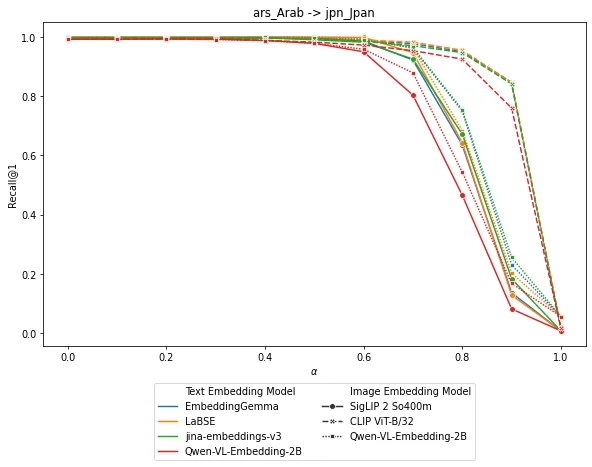 ars_Arab -> jpn_Jpan
Recall@1
1.0
0.8
0.6
0.4
0.2
0.0
0.0 0.2 0.4 0.6 0.8 1.0
α
Text Embedding Model
EmbeddingGemma
LaBSE
jina-embeddings-v3
Qwen-VL-Embedding-2B
Image Embedding Model
SigLIP 2 So400m
CLIP ViT-B/32
Qwen-VL-Embedding-2B